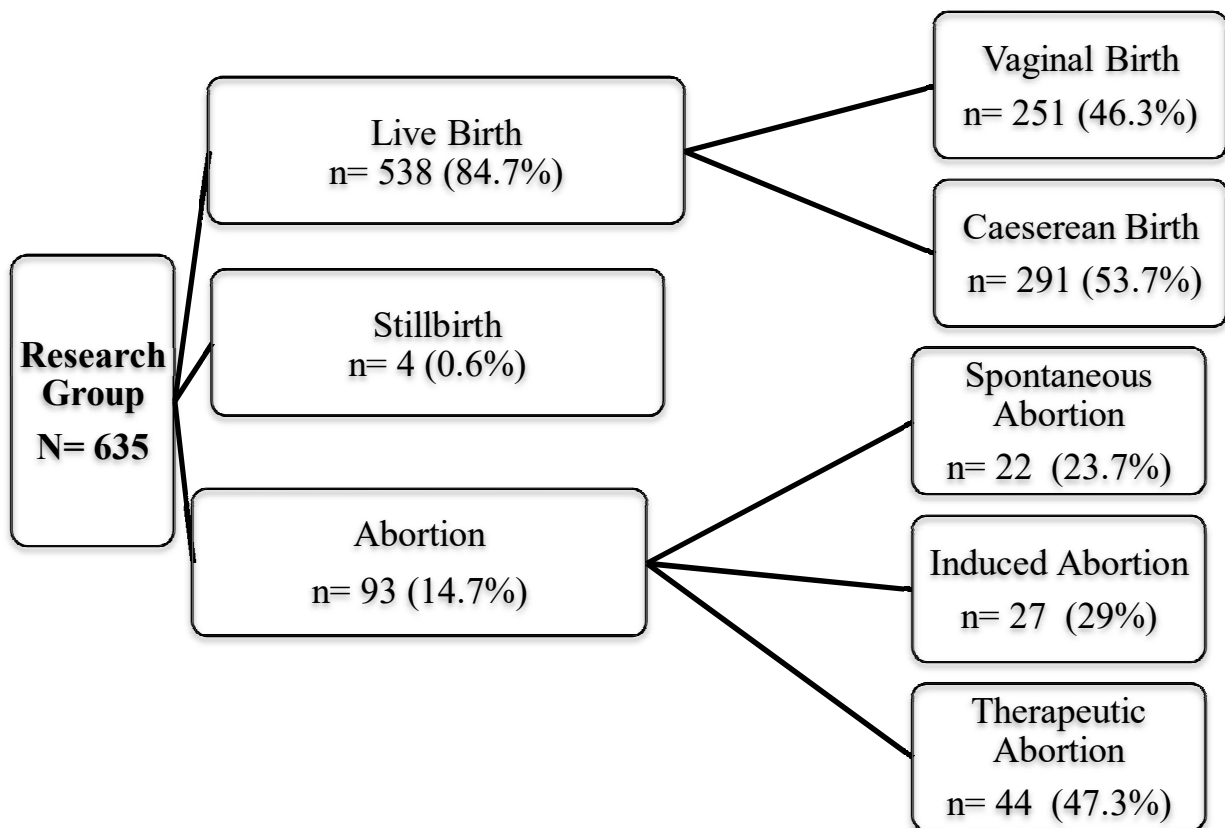 Research
Group
N= 635
Live Birth
n= 538 (84.7%)
Stillbirth
n= 4 (0.6%)
Abortion
n= 93 (14.7%)
Vaginal Birth
n= 251 (46.3%)
Caeserean Birth
n= 291 (53.7%)
Spontaneous
Abortion
n= 22 (23.7%)
Induced Abortion
n= 27 (29%)
Therapeutic
Abortion
n= 44 (47.3%)